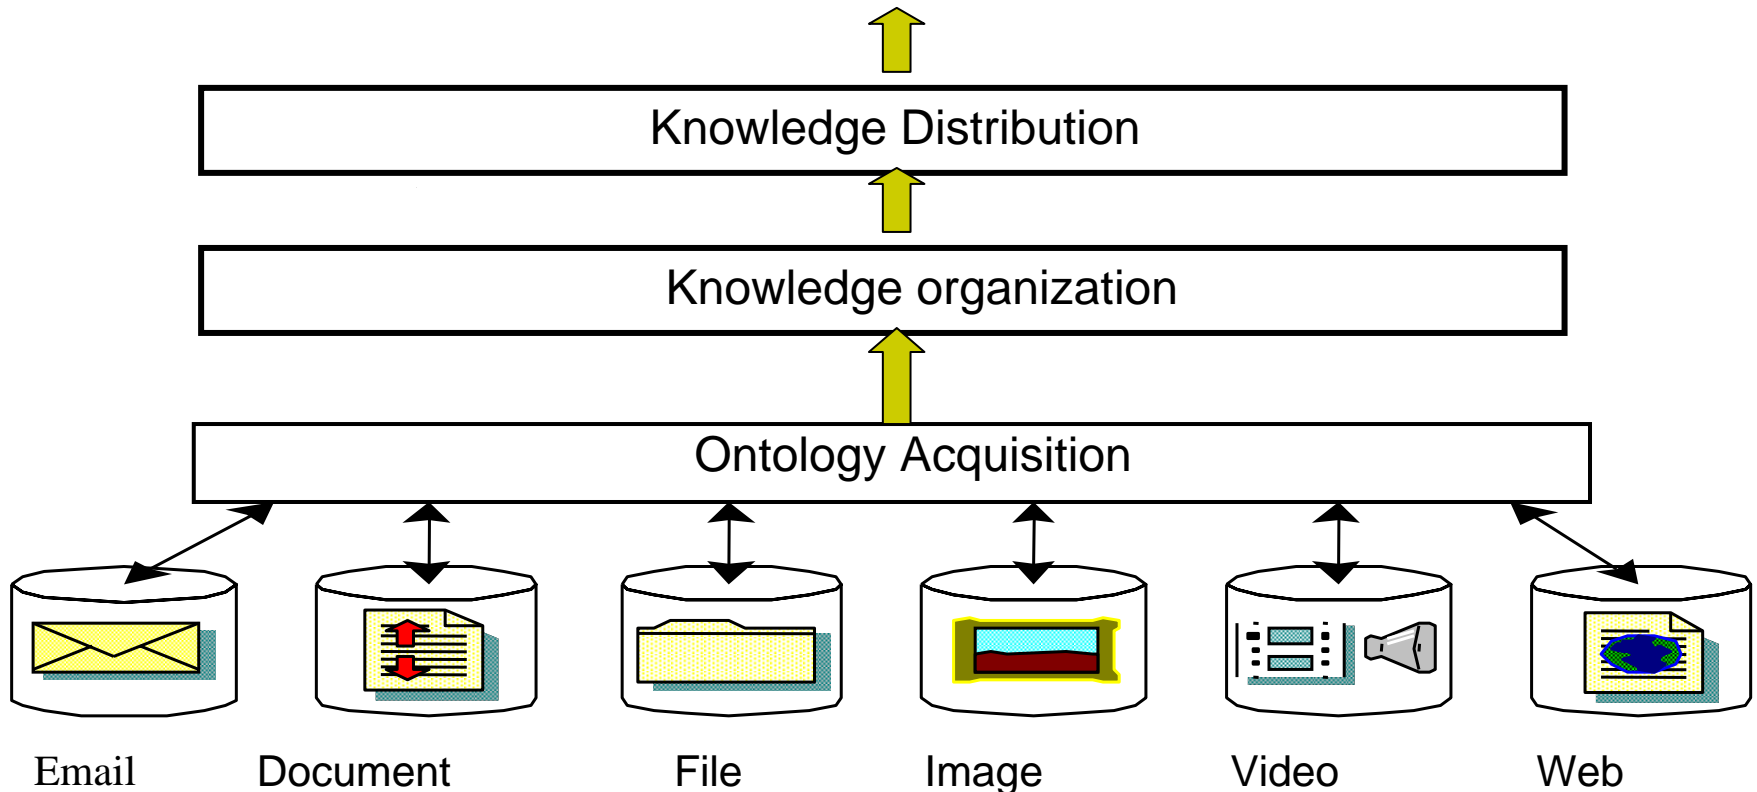 Knowledge Distribution
Knowledge organization
Ontology Acquisition
Email Document File Image Video Web